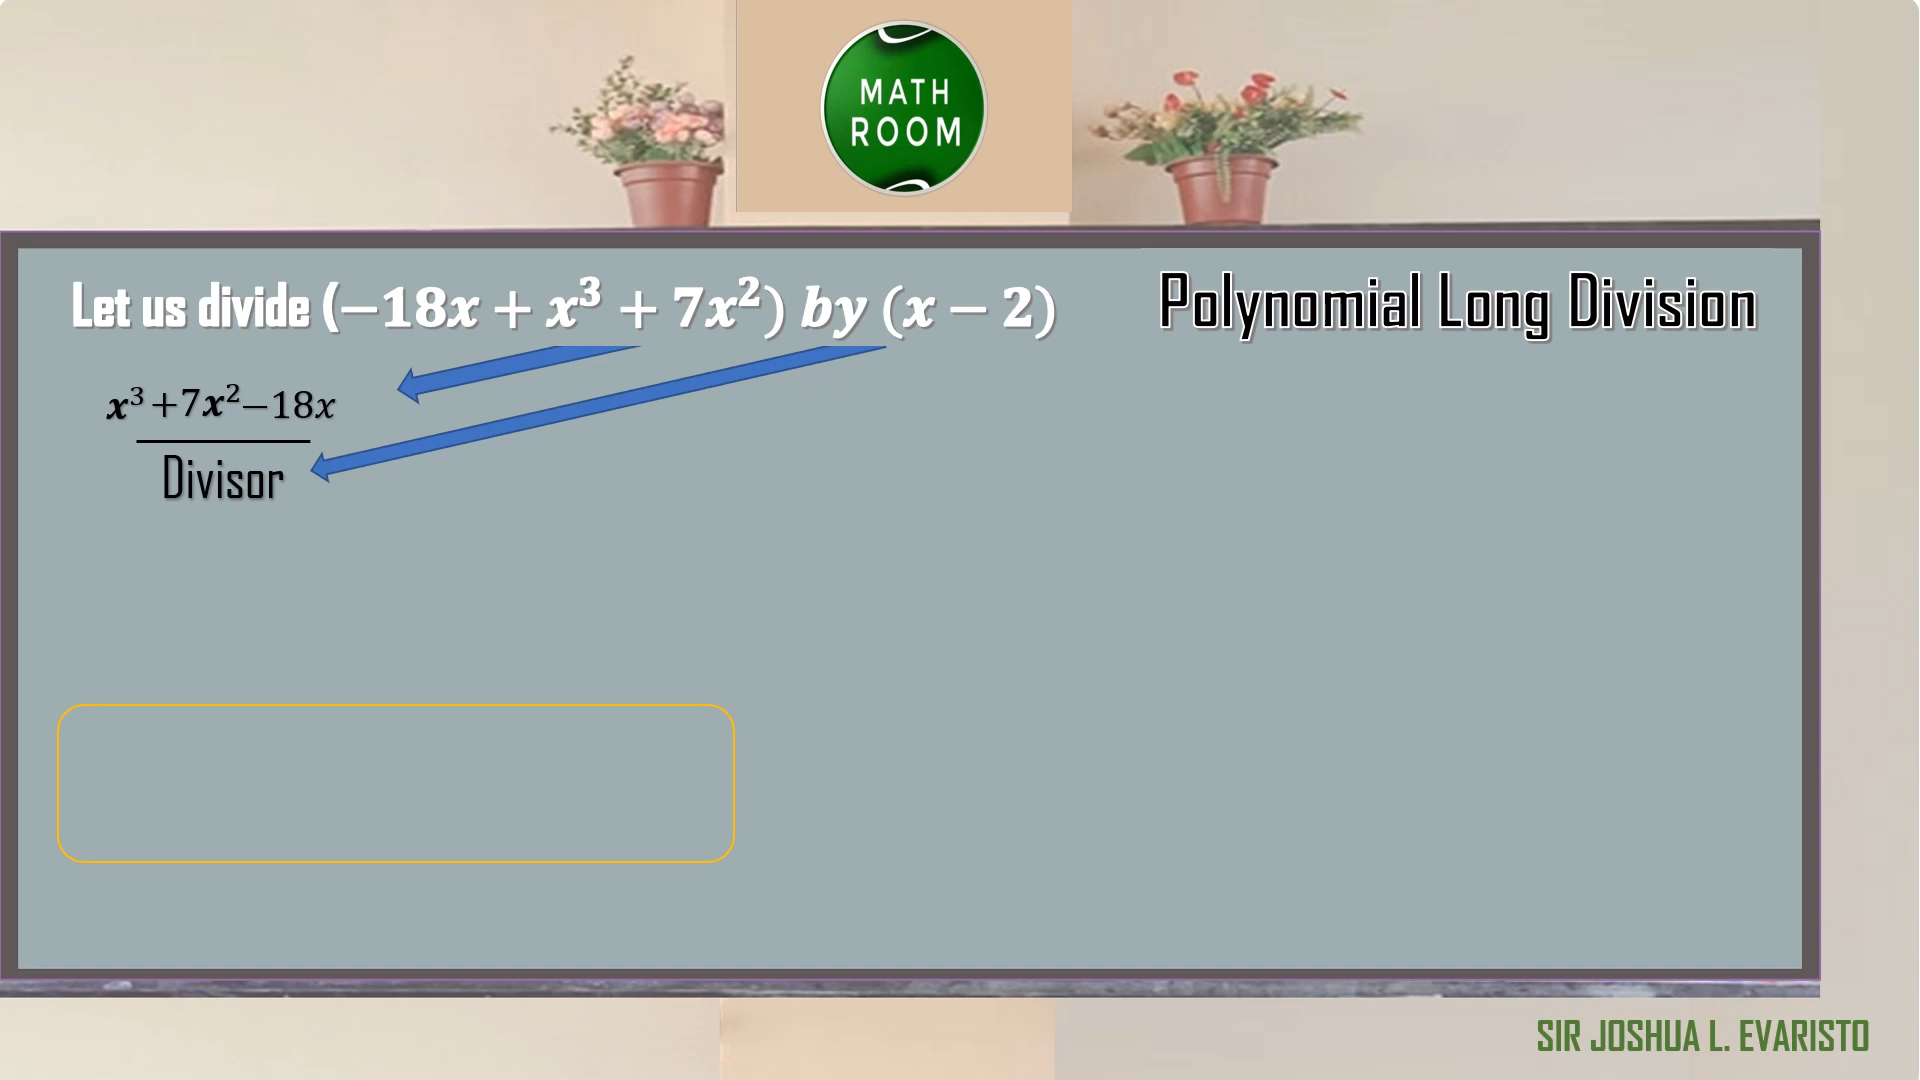 MATH
ROOM
Let us divide (−18x + x³ + 7x²) by (x − 2)
Polynomial Long Division
x³+7x²−18x
Divisor
SIR JOSHUA L. EVARISTO